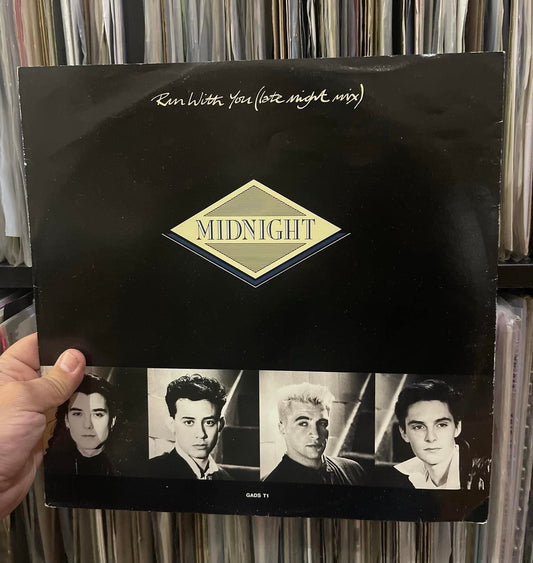 Run With You (late night mix)
MIDNIGHT
GADS T1